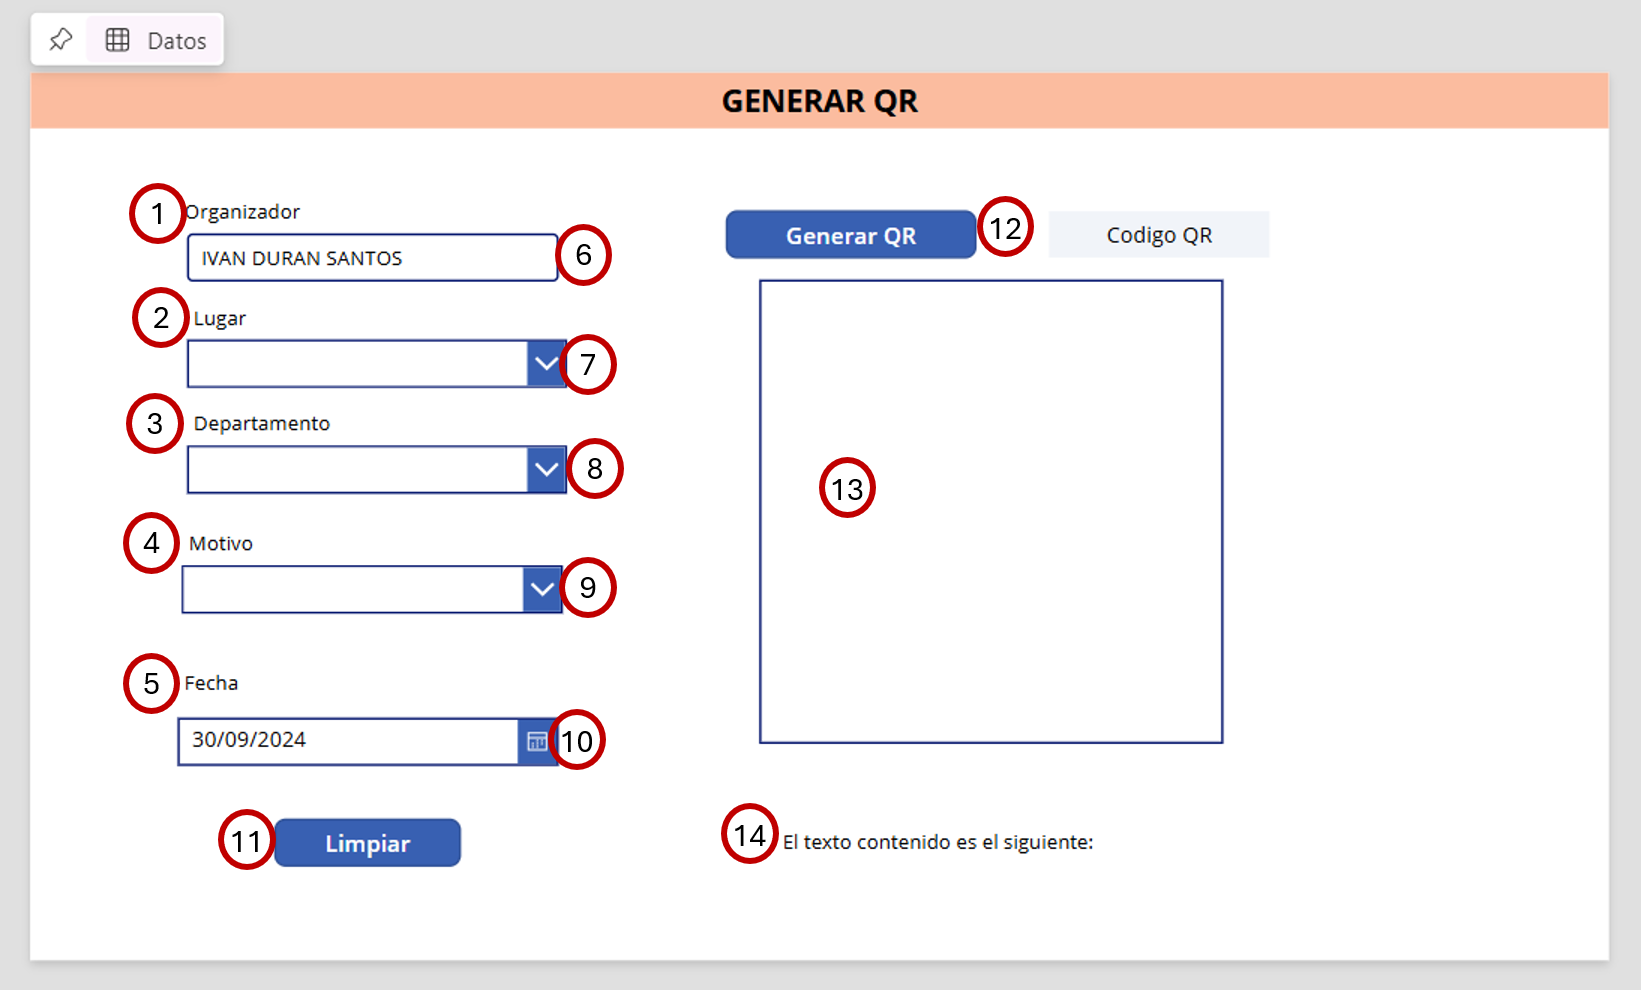 Datos
GENERAR QR
1 Organizador
IVAN DURAN SANTOS 6
2 Lugar
7
3 Departamento
8
4 Motivo
9
5 Fecha
30/09/2024 10
11 Limpiar
Generar QR 12 Codigo QR
13
14 El texto contenido es el siguiente: